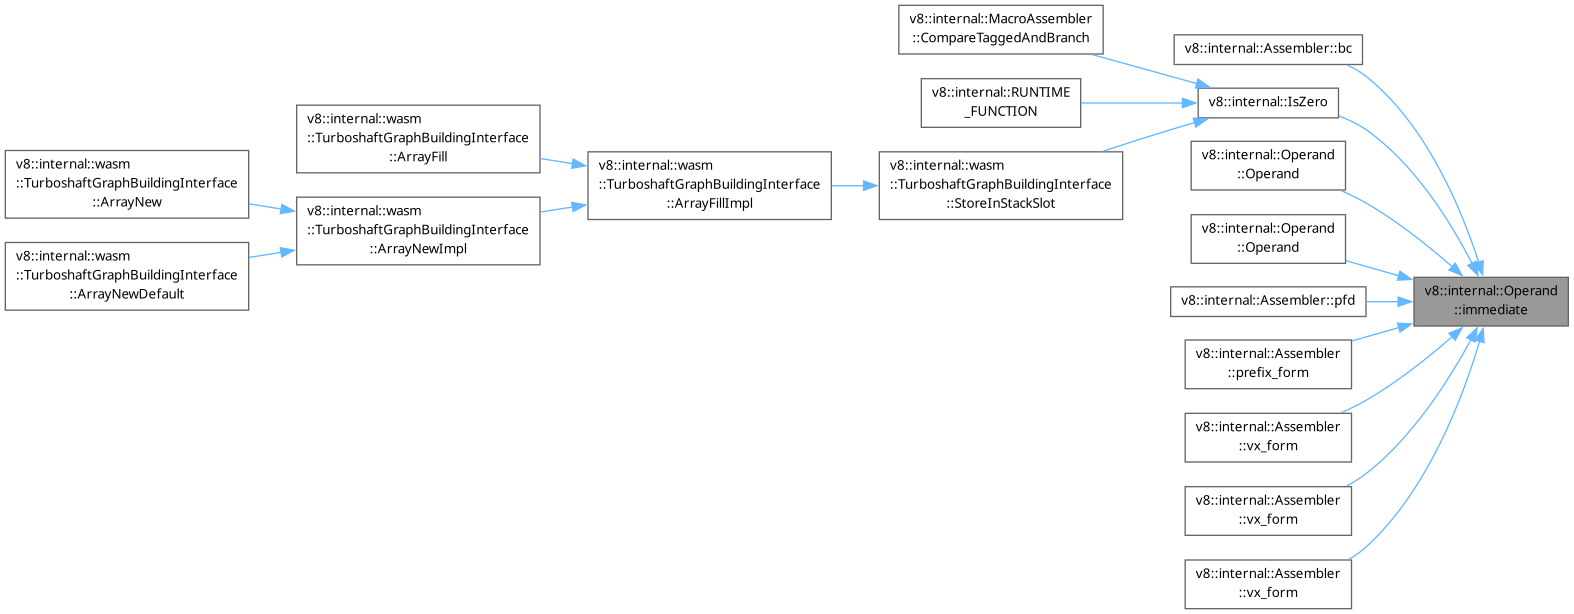 v8::internal::MacroAssembler
::CompareTaggedAndBranch
v8::internal::Assembler::bc
v8::internal::RUNTIME
_FUNCTION
v8::internal::IsZero
v8::internal::wasm
::TurboshaftGraphBuildingInterface
::ArrayFill
v8::internal::Operand
::Operand
v8::internal::wasm
::TurboshaftGraphBuildingInterface
::ArrayNew
v8::internal::wasm
::TurboshaftGraphBuildingInterface
::ArrayFillImpl
v8::internal::wasm
::TurboshaftGraphBuildingInterface
::StoreInStackSlot
v8::internal::wasm
::TurboshaftGraphBuildingInterface
::ArrayNewImpl
v8::internal::Operand
::Operand
v8::internal::wasm
::TurboshaftGraphBuildingInterface
::ArrayNewDefault
v8::internal::Assembler::pfd
v8::internal::Operand
::immediate
v8::internal::Assembler
::prefix_form
v8::internal::Assembler
::vx_form
v8::internal::Assembler
::vx_form
v8::internal::Assembler
::vx_form